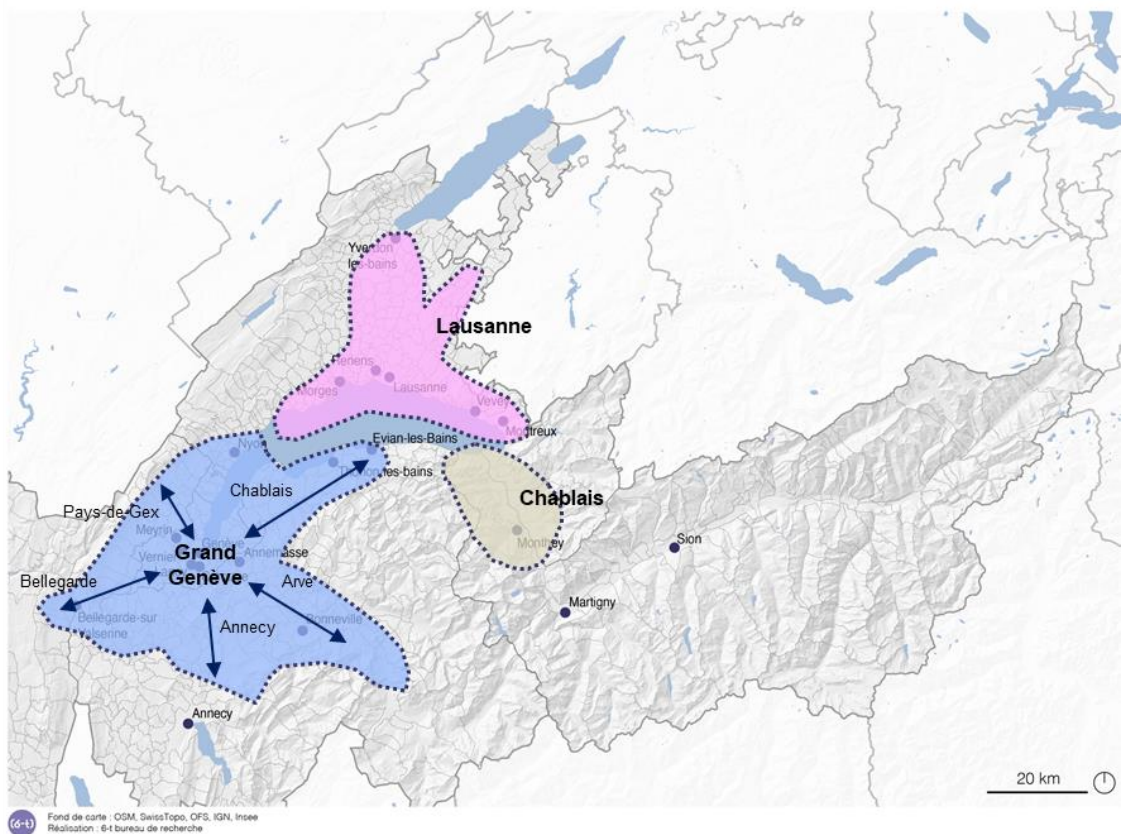 Yverdon
les-bains
Lausanne
Renens
Lausanne
Morges
Vevey
Montreux
Nyon
Evian-les-Bains
Thonon-les-bains
Chablais
Pays-de-Gex
Meyrin
Genève
Annemasse
Vernier
Grand
Genève
Bellegarde
Arve
Bellegarde-sur
Valserine
Annecy
Bonneville
Annecy
Chablais
Monthey
Sion
Martigny
20 km
(6-t)
Fond de carte : OSM, SwissTopo, OFS, IGN, Insee
Réalisation : 6-t bureau de recherche